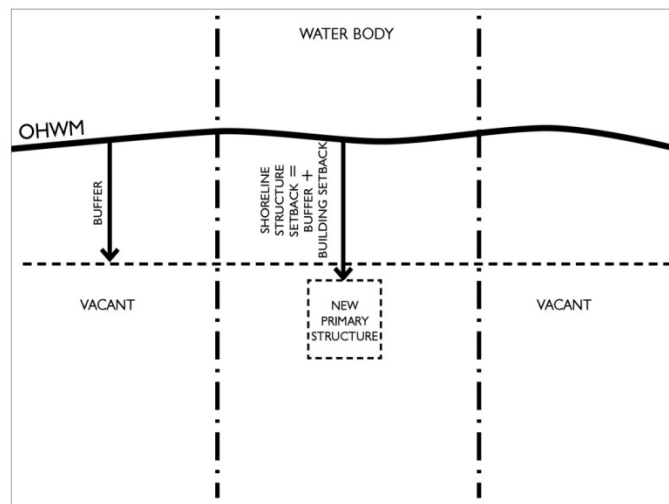 WATER BODY
OHWM
BUFFER
SHORELINE
STRUCTURE
SETBACK =
BUFFER +
BUILDING SETBACK
VACANT
NEW
PRIMARY
STRUCTURE
VACANT